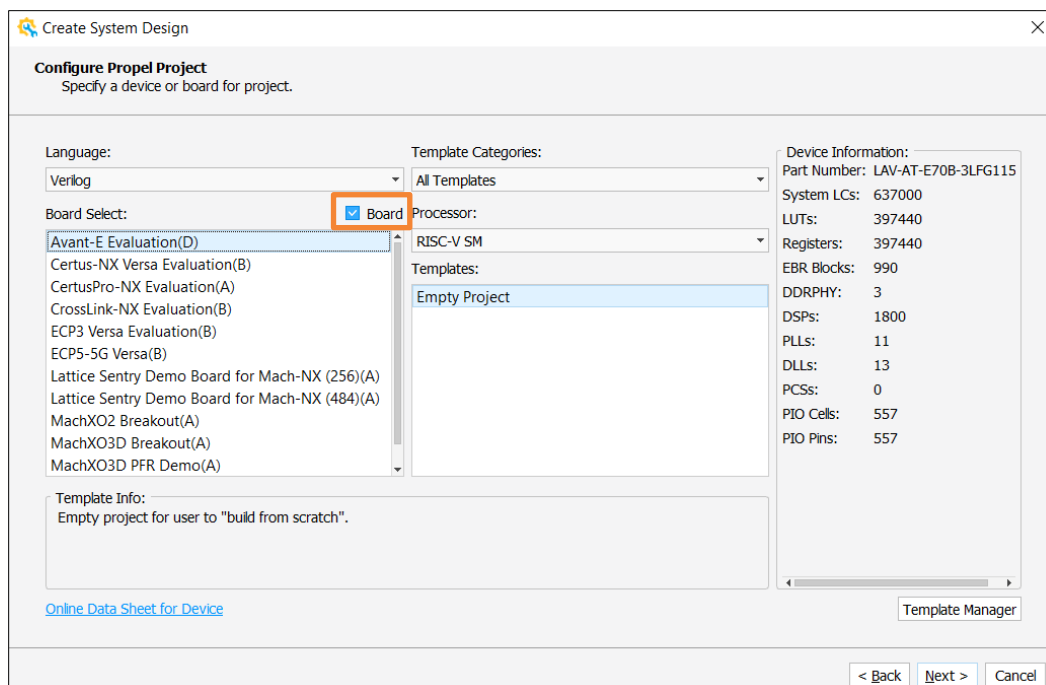 Create System Design
Configure Propel Project
Specify a device or board for project.
Language:
Verilog
Board Select:
Board
Avant-E Evaluation(D)
Certus-NX Versa Evaluation(B)
CertusPro-NX Evaluation(A)
CrossLink-NX Evaluation(B)
ECP3 Versa Evaluation(B)
ECP5-5G Versa(B)
Lattice Sentry Demo Board for Mach-NX (256)(A)
Lattice Sentry Demo Board for Mach-NX (484)(A)
MachXO2 Breakout(A)
MachXO3D Breakout(A)
MachXO3D PFR Demo(A)
Template Categories:
All Templates
Processor:
RISC-V SM
Templates:
Empty Project
Device Information:
Part Number: LAV-AT-E70B-3LFG115
System LCs: 637000
LUTs: 397440
Registers: 397440
EBR Blocks: 990
DDRPHY: 3
DSPs: 1800
PLLs: 11
DLLs: 13
PCSs: 0
PIO Cells: 557
PIO Pins: 557
Template Info:
Empty project for user to "build from scratch".
Online Data Sheet for Device
Template Manager
< Back
Next >
Cancel